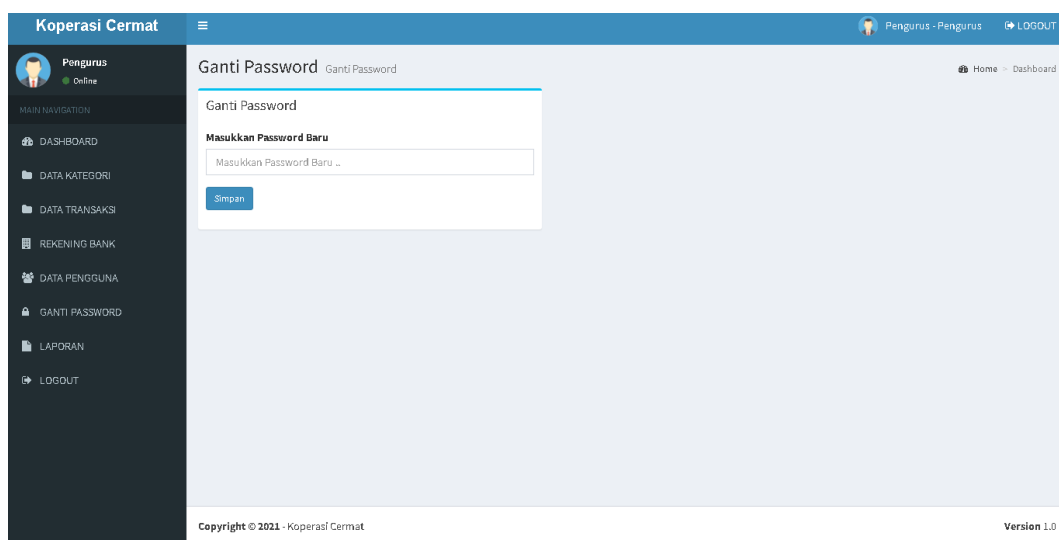 Koperasi Cermat
Pengurus - Pengurus LOGOUT
Pengurus
Online
MAIN NAVIGATION
DASHBOARD
DATA KATEGORI
DATA TRANSAKSI
REKENING BANK
DATA PENGGUNA
GANTI PASSWORD
LAPORAN
LOGOUT
Ganti Password Ganti Password
Home > Dashboard
Ganti Password
Masukkan Password Baru
Masukkan Password Baru ..
Simpan
Copyright © 2021 - Koperasi Cermat
Version 1.0